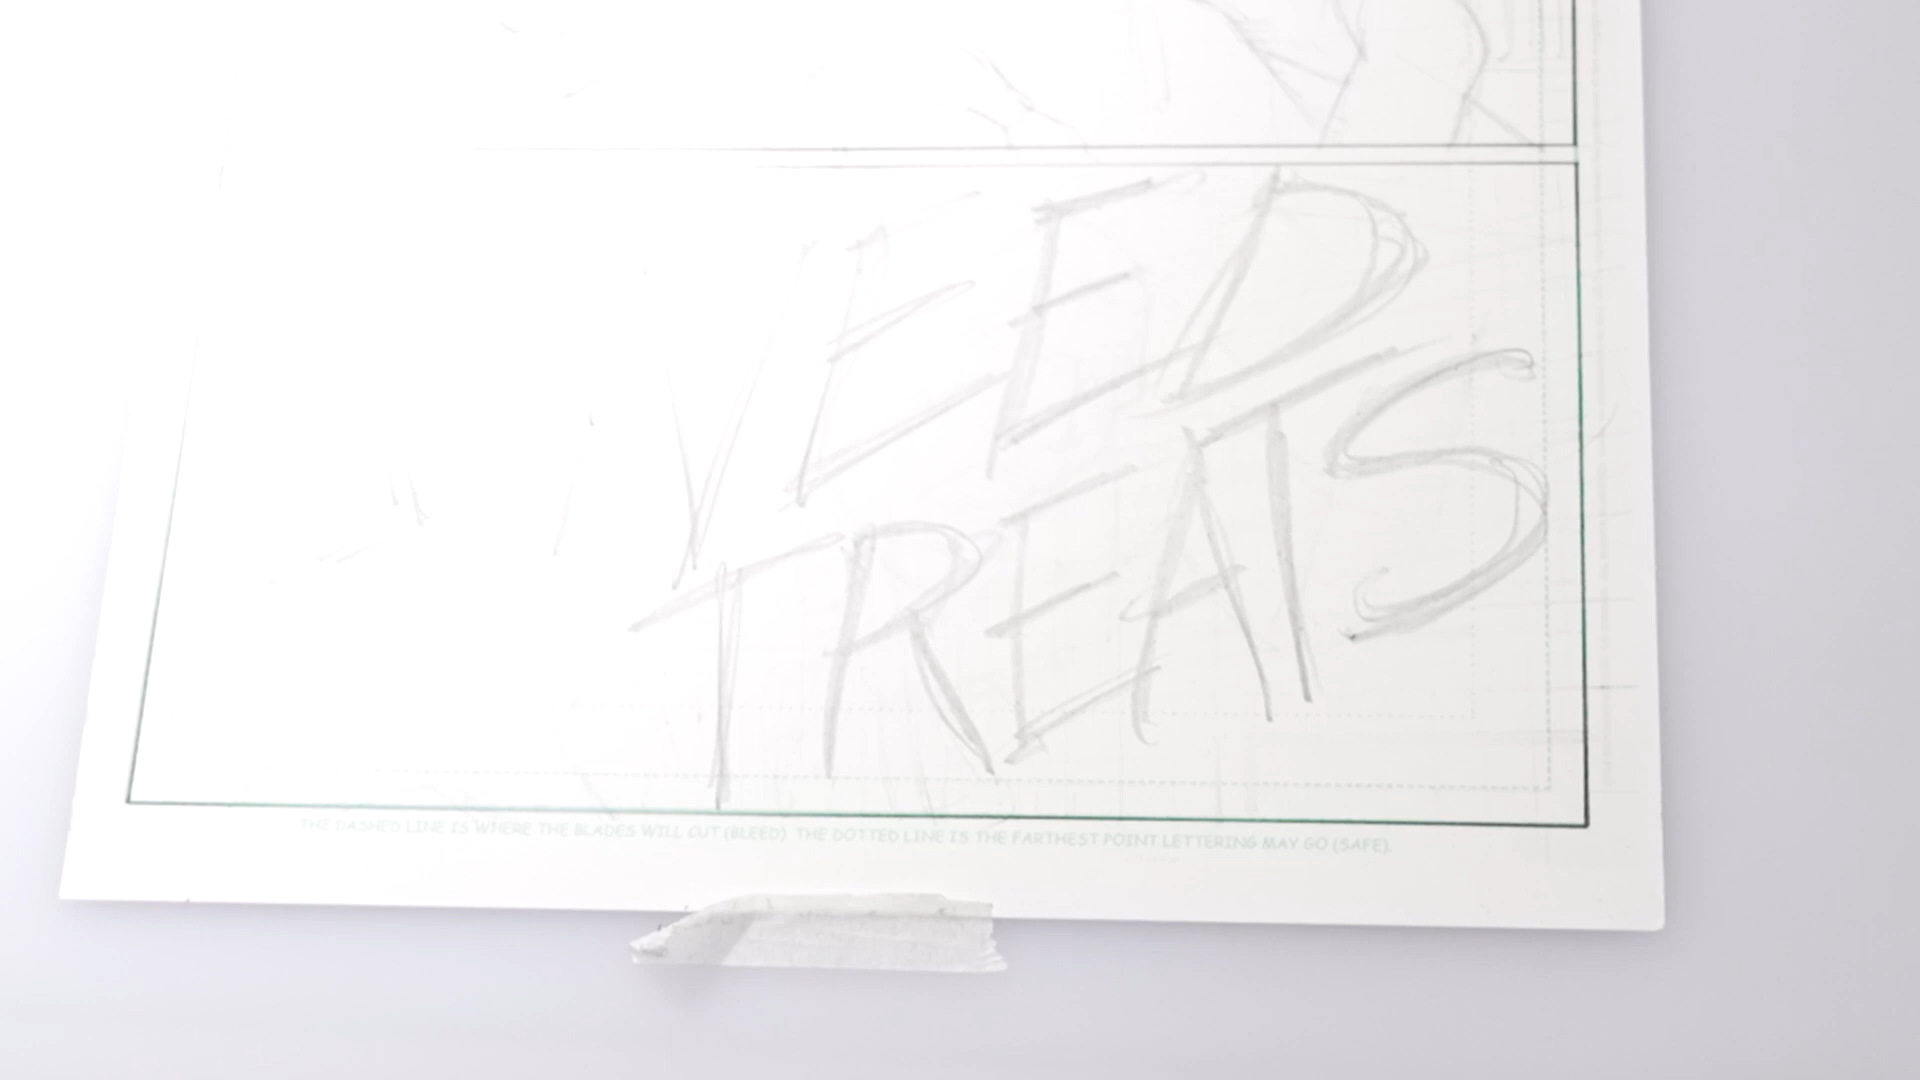 NEED
TREATS
THE DASHED LINE IS WHERE THE BLADES WILL CUT (BLEED). THE DOTTED LINE IS THE FARTHEST POINT LETTERING MAY GO (SAFE).